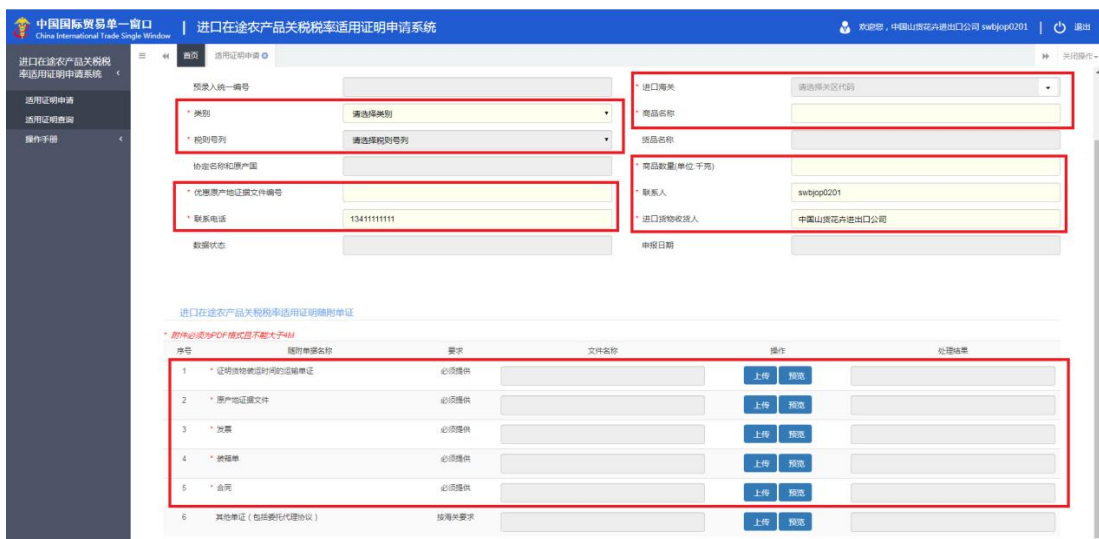 中国国际贸易单一窗口
China International Trade Single Window
进口在途农产品关税税率适用证明申请系统
欢迎您，中国山货花卉进出口公司 swbjop0201
退出
进口在途农产品关税税率适用证明申请系统
适用证明申请
适用证明查询
操作手册
首页 适用证明申请
关闭操作
预录入统一编号
* 进口海关 请选择关区代码
* 类别 请选择类别
* 商品名称
* 税则号列 请选择税则号列
货品名称
协定名称和原产国
* 商品数量(单位:千克)
* 优惠原产地证据文件编号
* 联系人 swbjop0201
* 联系电话 13411111111
* 进口货物收货人 中国山货花卉进出口公司
数据状态
申报日期
进口在途农产品关税税率适用证明随附单证
* 附件必须为PDF格式且不能大于4M
序号 随附单据名称 要求 文件名称 操作 处理结果
1 * 证明货物装运时间的运输单证 必须提供 上传 预览
2 * 原产地证据文件 必须提供 上传 预览
3 * 发票 必须提供 上传 预览
4 * 装箱单 必须提供 上传 预览
5 * 合同 必须提供 上传 预览
6 其他单证（包括委托代理协议） 按海关要求 上传 预览